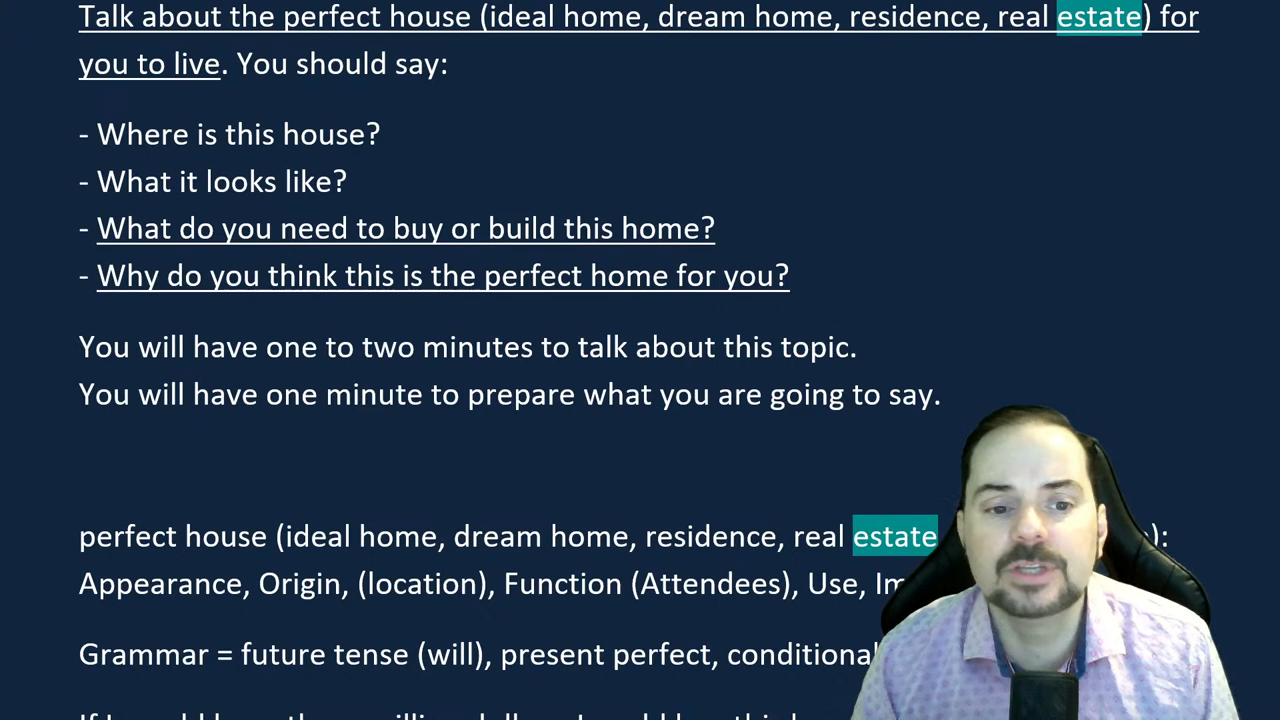 Talk about the perfect house (ideal home, dream home, residence, real estate) for
you to live. You should say:
- Where is this house?
- What it looks like?
- What do you need to buy or build this home?
- Why do you think this is the perfect home for you?
You will have one to two minutes to talk about this topic.
You will have one minute to prepare what you are going to say.
perfect house (ideal home, dream home, residence, real estate ):
Appearance, Origin, (location), Function (Attendees), Use,
Grammar = future tense (will), present perfect, conditional